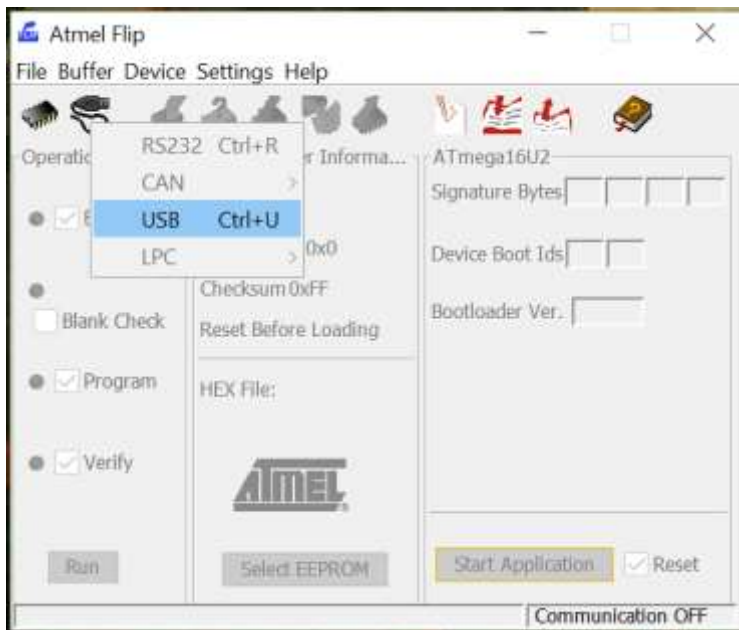 Atmel Flip
File Buffer Device Settings Help
RS232 Ctrl+R
CAN
USB Ctrl+U
LPC
r Informa...
0x0
Checksum 0xFF
Reset Before Loading
HEX File:
ATMEL
Select EEPROM
Blank Check
Program
Verify
Run
ATmega16U2
Signature Bytes
Device Boot Ids
Bootloader Ver.
Start Application
Reset
Communication OFF